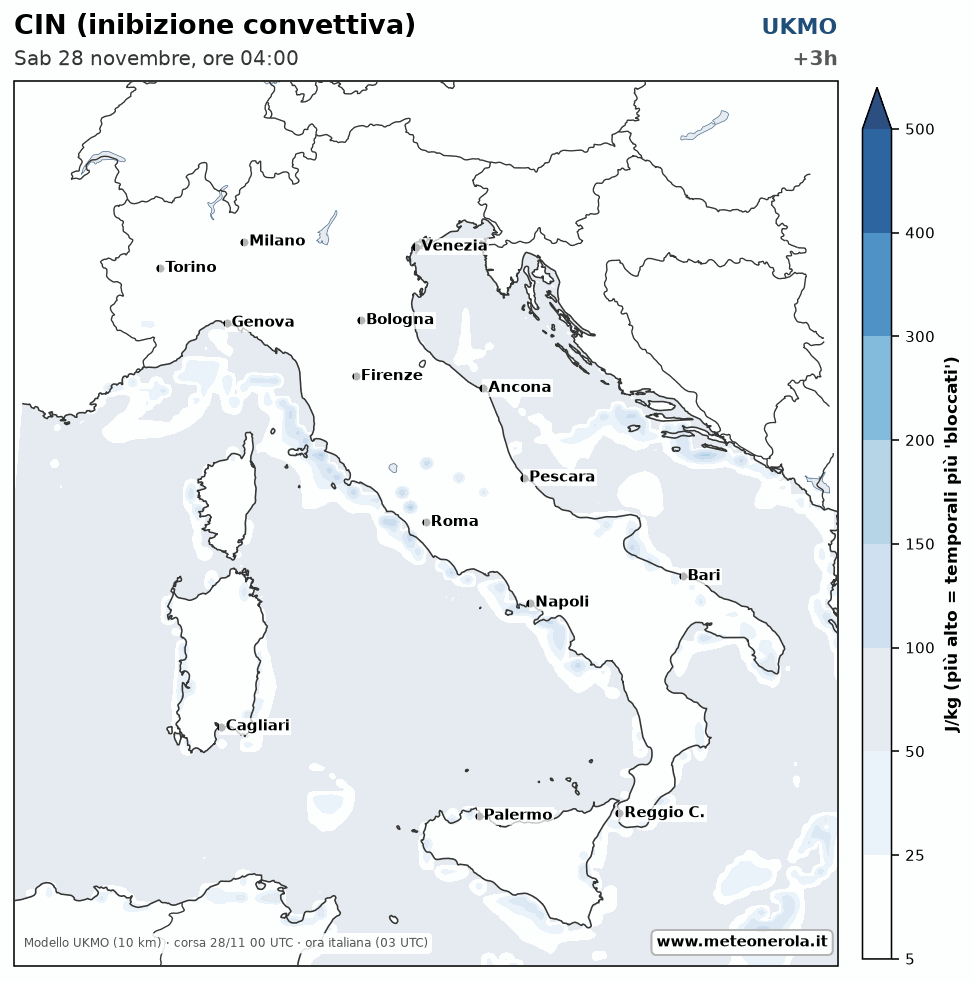 CIN (inibizione convettiva)
UKMO
Sab 28 novembre, ore 04:00
+3h
500
400
300
200
150
100
50
25
5
J/kg (più alto = temporali più 'bloccati')
Milano
Venezia
Torino
Genova
Bologna
Firenze
Ancona
Pescara
Roma
Bari
Napoli
Cagliari
Palermo
Reggio C.
Modello UKMO (10 km) · corsa 28/11 00 UTC · ora italiana (03 UTC)
www.meteonerola.it